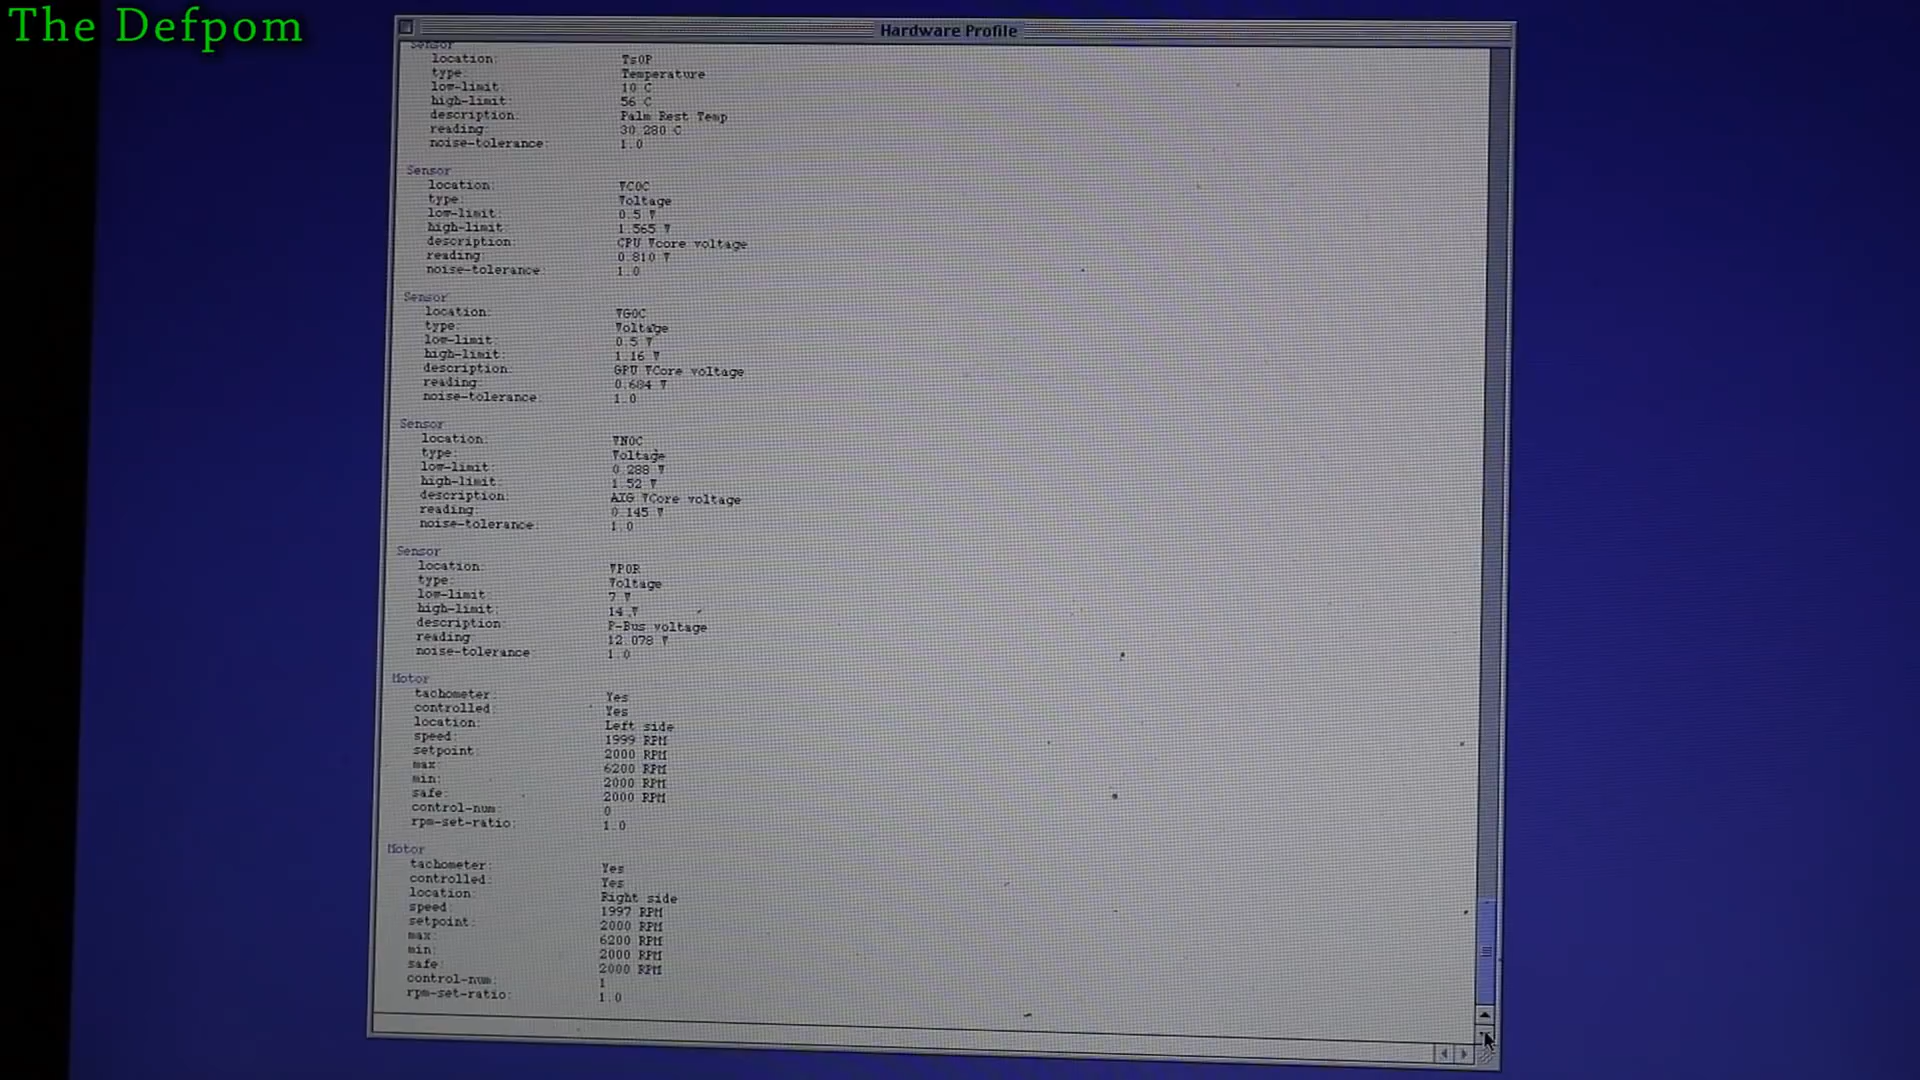 The Defpom
Hardware Profile
Sensor
location: Ts0P
type: Temperature
low-limit: 10 C
high-limit: 56 C
description: Palm Rest Temp
reading: 30.280 C
noise-tolerance: 1.0
Sensor
location: VC0C
type: Voltage
low-limit: 0.5 V
high-limit: 1.565 V
description: CPU Vcore voltage
reading: 0.810 V
noise-tolerance: 1.0
Sensor
location: VG0C
type: Voltage
low-limit: 0.5 V
high-limit: 1.16 V
description: GPU VCore voltage
reading: 0.684 V
noise-tolerance: 1.0
Sensor
location: VN0C
type: Voltage
low-limit: 0.288 V
high-limit: 1.52 V
description: AXG VCore voltage
reading: 0.145 V
noise-tolerance: 1.0
Sensor
location: VP0R
type: Voltage
low-limit: 7 V
high-limit: 14 V
description: P-Bus voltage
reading: 12.078 V
noise-tolerance: 1.0
Motor
tachometer: Yes
controlled: Yes
location: Left side
speed: 1999 RPM
setpoint: 2000 RPM
max: 6200 RPM
min: 2000 RPM
safe: 2000 RPM
control-num: 0
rpm-set-ratio: 1.0
Motor
tachometer: Yes
controlled: Yes
location: Right side
speed: 1997 RPM
setpoint: 2000 RPM
max: 6200 RPM
min: 2000 RPM
safe: 2000 RPM
control-num: 1
rpm-set-ratio: 1.0